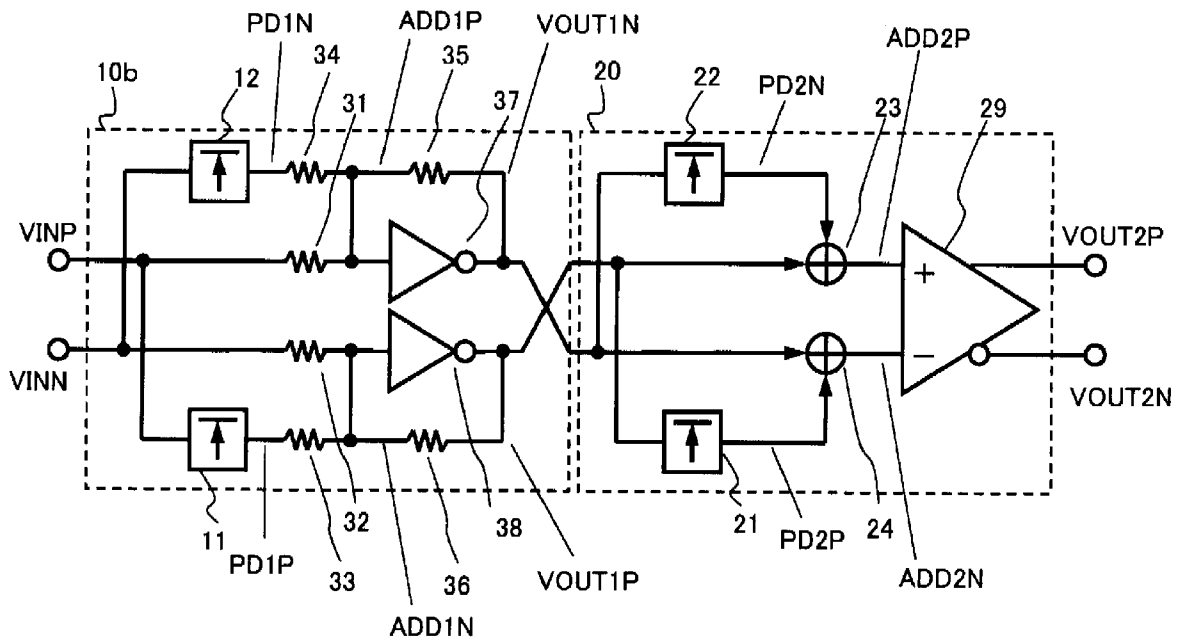 PD1N
ADD1P
VOUT1N
ADD2P
34
35
PD2N
10b
12
31
37
20
22
23
29
VINP
VOUT2P
+
−
VINN
VOUT2N
11
32
38
21
24
PD1P
33
36
VOUT1P
PD2P
ADD2N
ADD1N